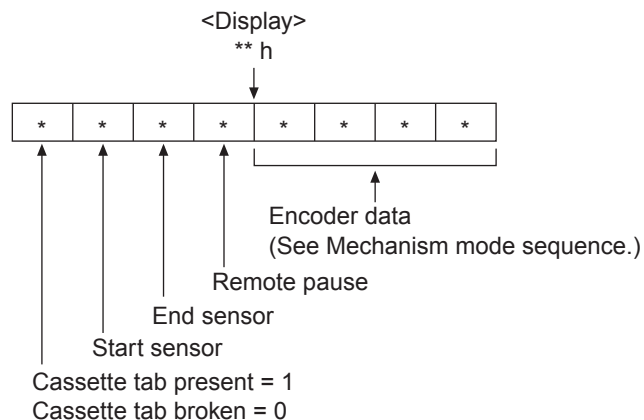 <Display>
** h
* * * * * * * *
Encoder data
(See Mechanism mode sequence.)
Remote pause
End sensor
Start sensor
Cassette tab present = 1
Cassette tab broken = 0